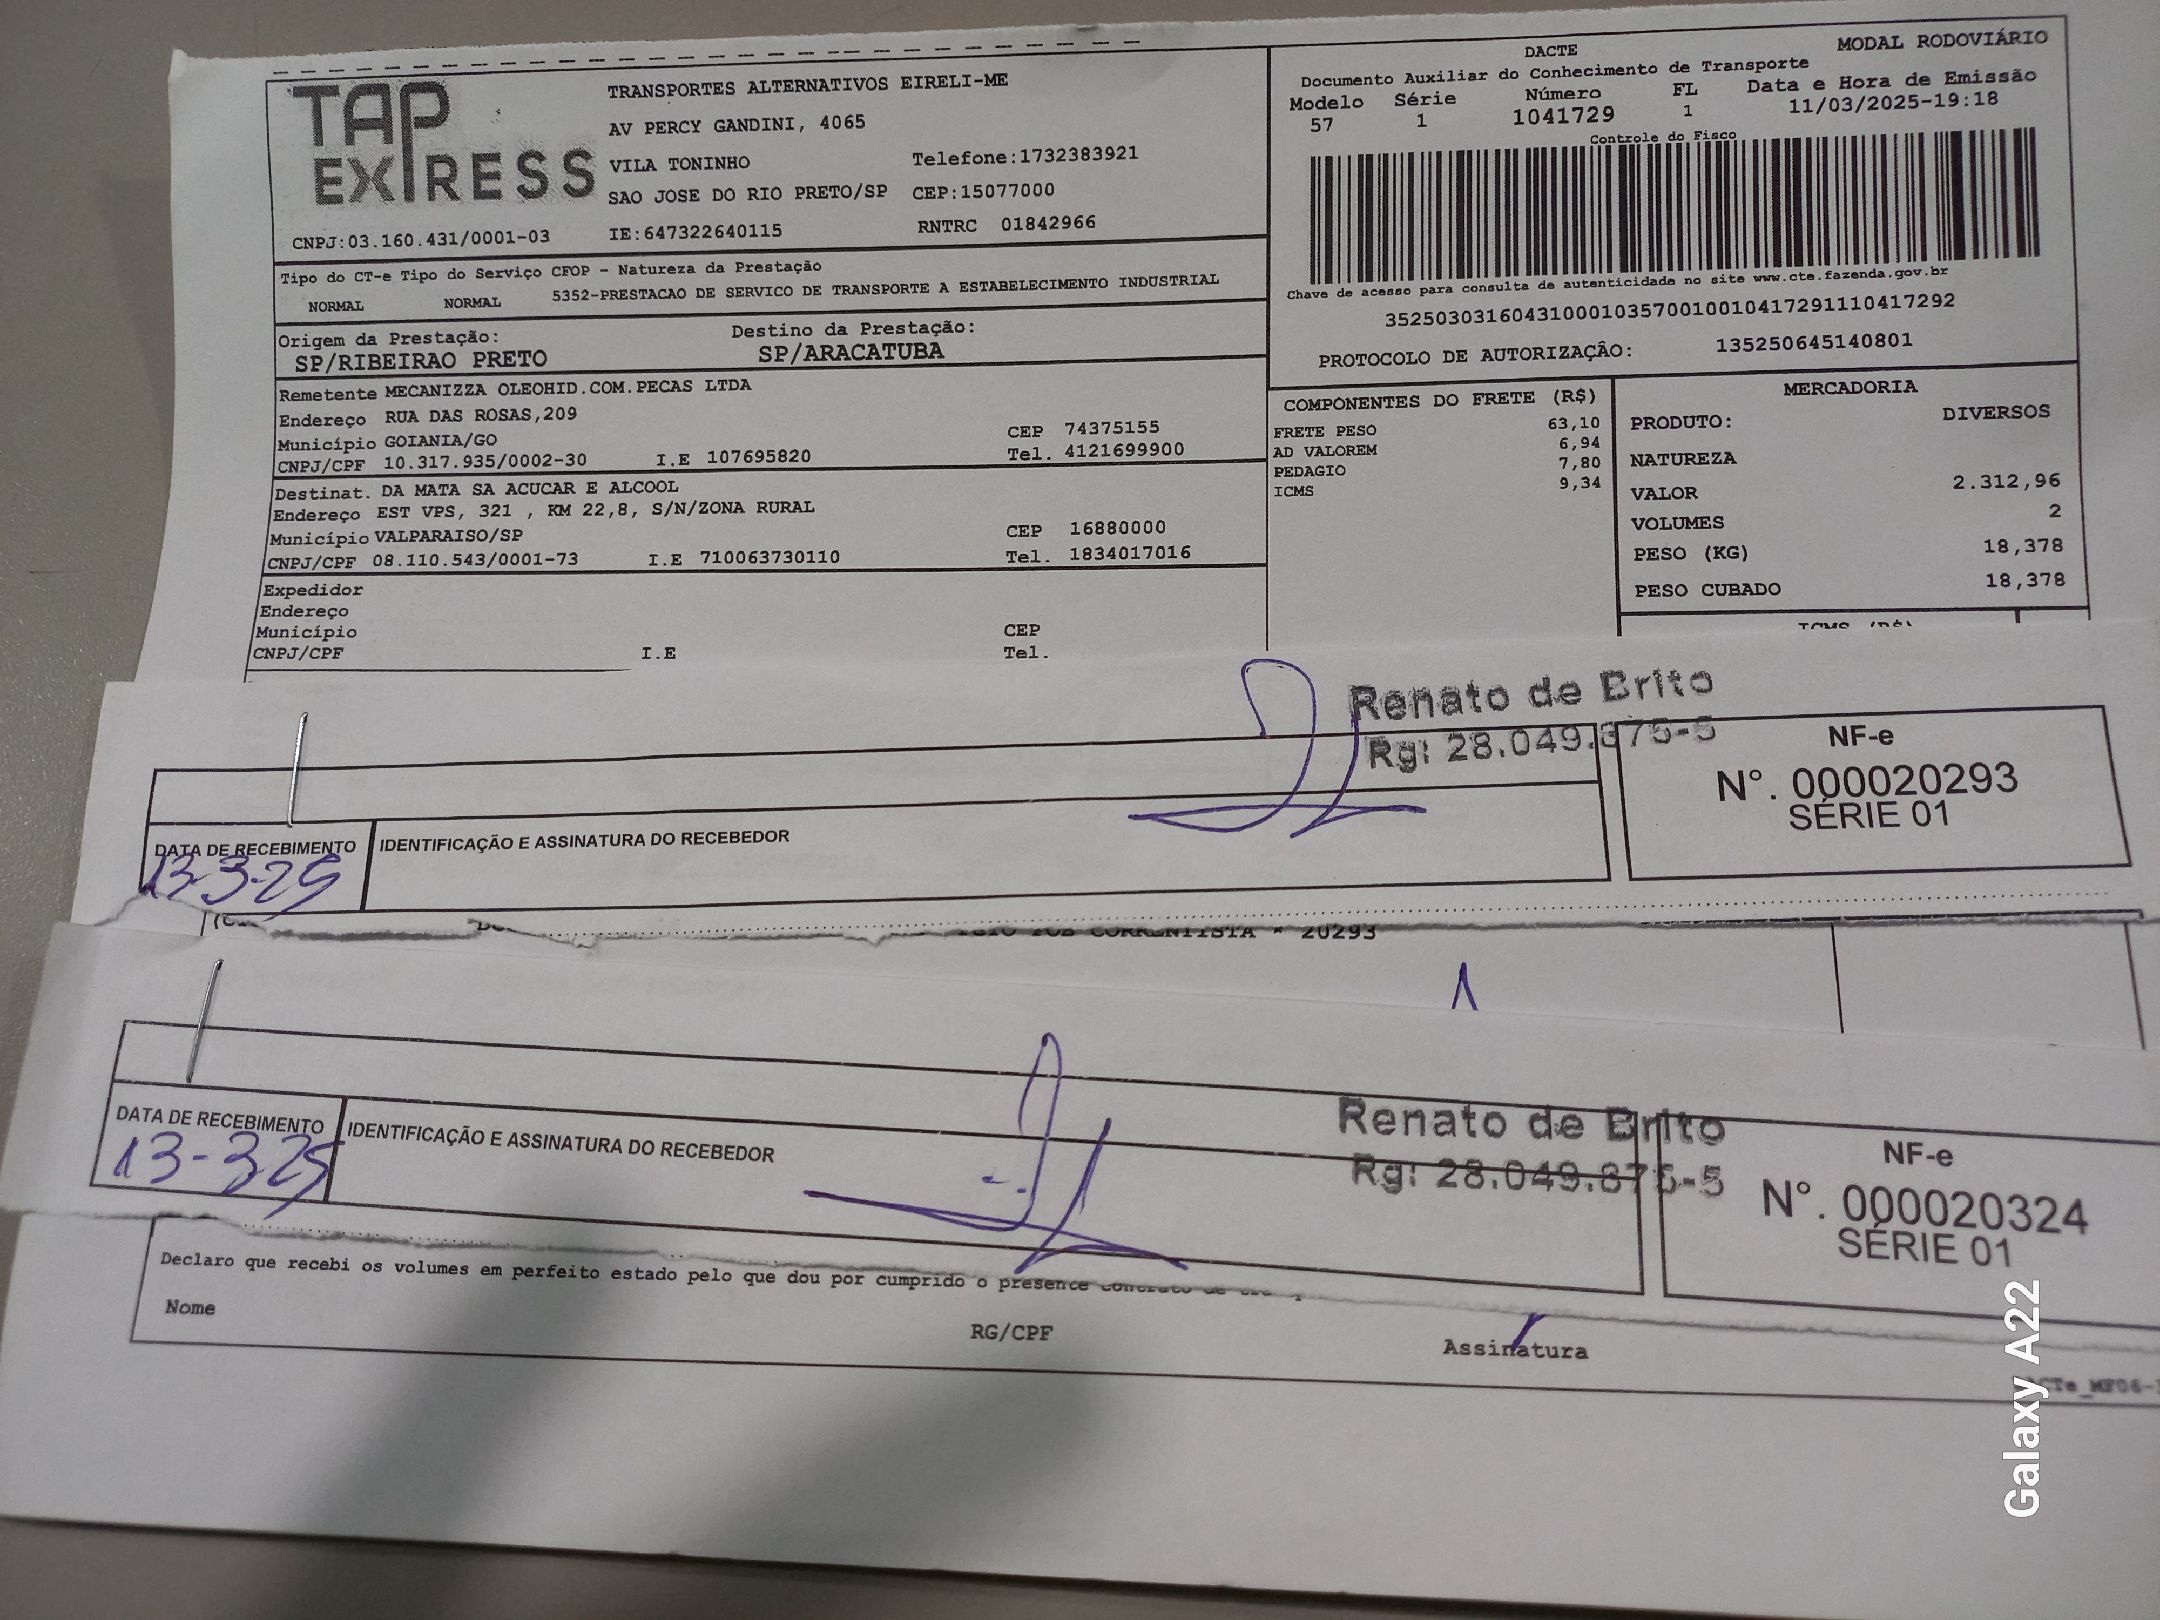 TAP EXPRESS
TRANSPORTES ALTERNATIVOS EIRELI-ME
AV PERCY GANDINI, 4065
VILA TONINHO Telefone:1732383921
SAO JOSE DO RIO PRETO/SP CEP:15077000
CNPJ:03.160.431/0001-03 IE:647322640115 RNTRC 01842966
DACTE MODAL RODOVIÁRIO
Documento Auxiliar do Conhecimento de Transporte
Modelo Série Número FL Data e Hora de Emissão
57 1 1041729 1 11/03/2025-19:18
Controle do Fisco
Chave de acesso para consulta de autenticidade no site www.cte.fazenda.gov.br
35250303160431000103570010010417291110417292
PROTOCOLO DE AUTORIZAÇÃO: 135250645140801
Tipo do CT-e Tipo do Serviço CFOP - Natureza da Prestação
NORMAL NORMAL 5352-PRESTACAO DE SERVICO DE TRANSPORTE A ESTABELECIMENTO INDUSTRIAL
Origem da Prestação: Destino da Prestação:
SP/RIBEIRAO PRETO SP/ARACATUBA
Remetente MECANIZZA OLEOHID.COM.PECAS LTDA
Endereço RUA DAS ROSAS,209
Município GOIANIA/GO CEP 74375155
CNPJ/CPF 10.317.935/0002-30 I.E 107695820 Tel. 4121699900
Destinat. DA MATA SA ACUCAR E ALCOOL
Endereço EST VPS, 321 , KM 22,8, S/N/ZONA RURAL
Município VALPARAISO/SP CEP 16880000
CNPJ/CPF 08.110.543/0001-73 I.E 710063730110 Tel. 1834017016
Expedidor
Endereço
Município CEP
CNPJ/CPF I.E Tel.
COMPONENTES DO FRETE (R$)
FRETE PESO 63,10
AD VALOREM 6,94
PEDAGIO 7,80
ICMS 9,34
MERCADORIA
PRODUTO: DIVERSOS
NATUREZA
VALOR 2.312,96
VOLUMES 2
PESO (KG) 18,378
PESO CUBADO 18,378
ICMS (R$)
Renato de Brito
Rg: 28.049.875-5
NF-e
N°. 000020293
SÉRIE 01
DATA DE RECEBIMENTO IDENTIFICAÇÃO E ASSINATURA DO RECEBEDOR
13-3-25
CORRENTISTA * 20293
Renato de Brito
Rg: 28.049.875-5
NF-e
N°. 000020324
SÉRIE 01
DATA DE RECEBIMENTO IDENTIFICAÇÃO E ASSINATURA DO RECEBEDOR
13-3-25
Declaro que recebi os volumes em perfeito estado pelo que dou por cumprido o presente contrato de
Nome RG/CPF Assinatura
Galaxy A22